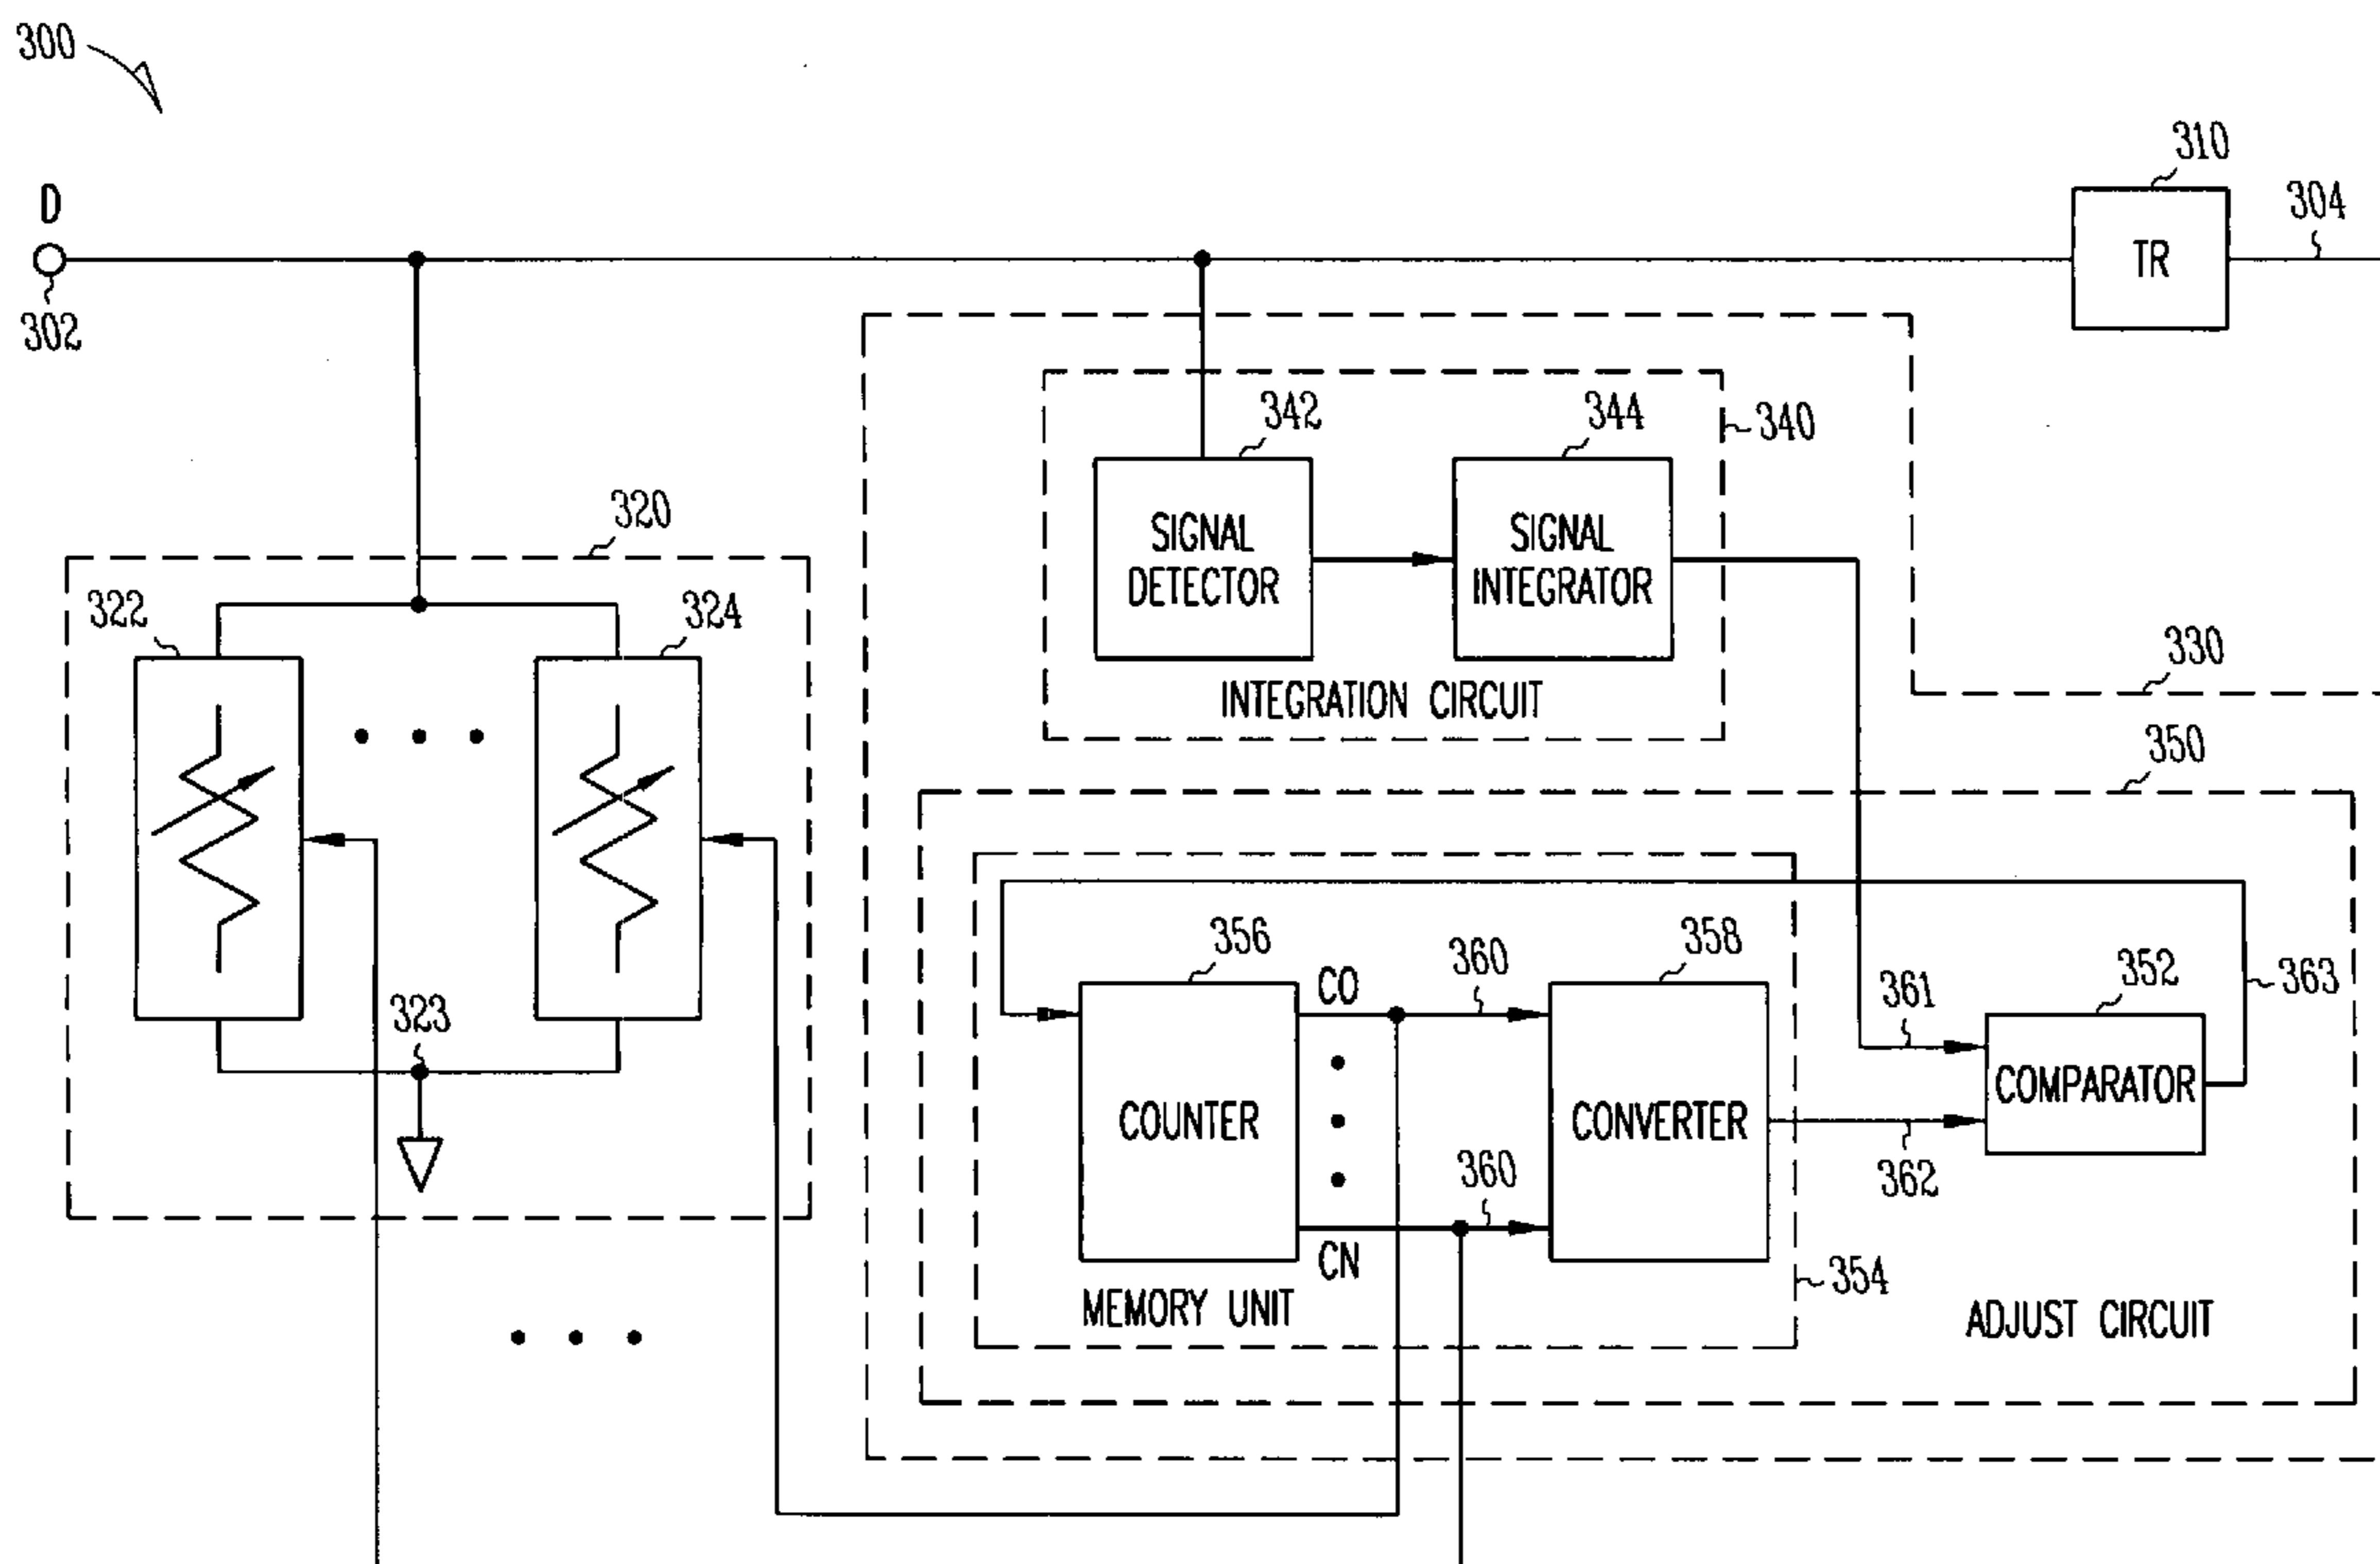 300
310
304
D
TR
302
342
344
340
320
SIGNAL
DETECTOR
SIGNAL
INTEGRATOR
322
324
330
INTEGRATION CIRCUIT
350
356
360
358
352
363
CO
361
323
COMPARATOR
COUNTER
CONVERTER
360
362
CN
354
MEMORY UNIT
ADJUST CIRCUIT